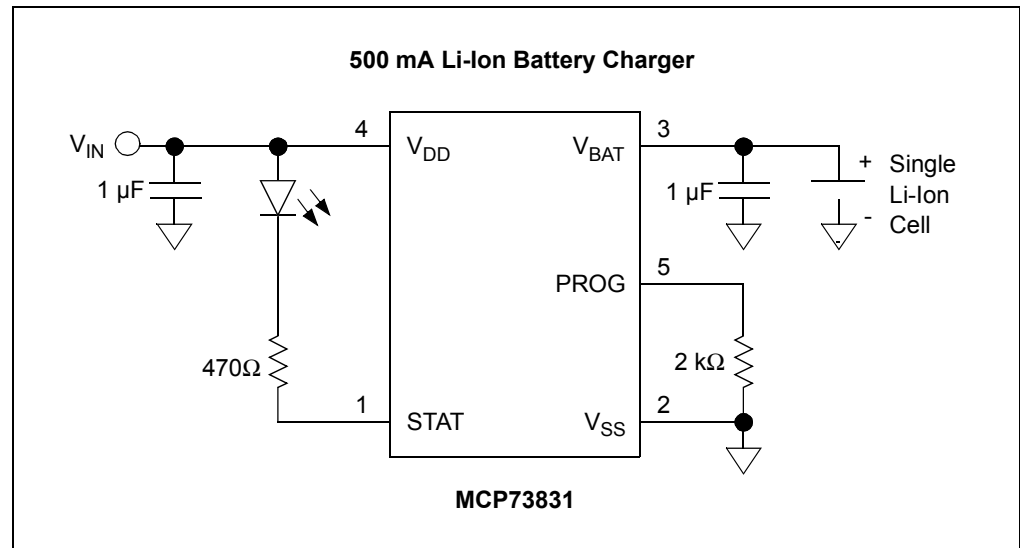 500 mA Li-Ion Battery Charger
V_IN
4
V_DD
V_BAT
3
1 µF
1 µF
+ Single
Li-Ion
- Cell
5
PROG
470Ω
2 kΩ
1
STAT
V_SS
2
MCP73831